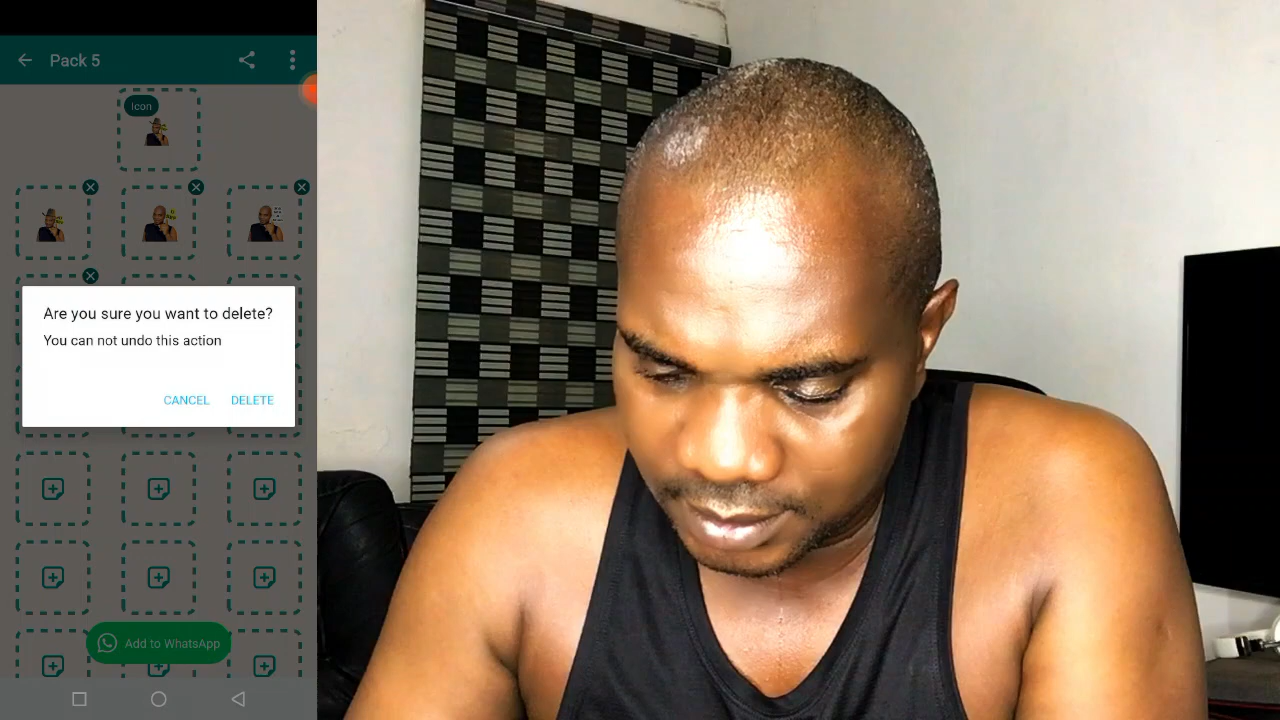 Pack 5
Icon
Are you sure you want to delete?
You can not undo this action
CANCEL DELETE
Add to WhatsApp